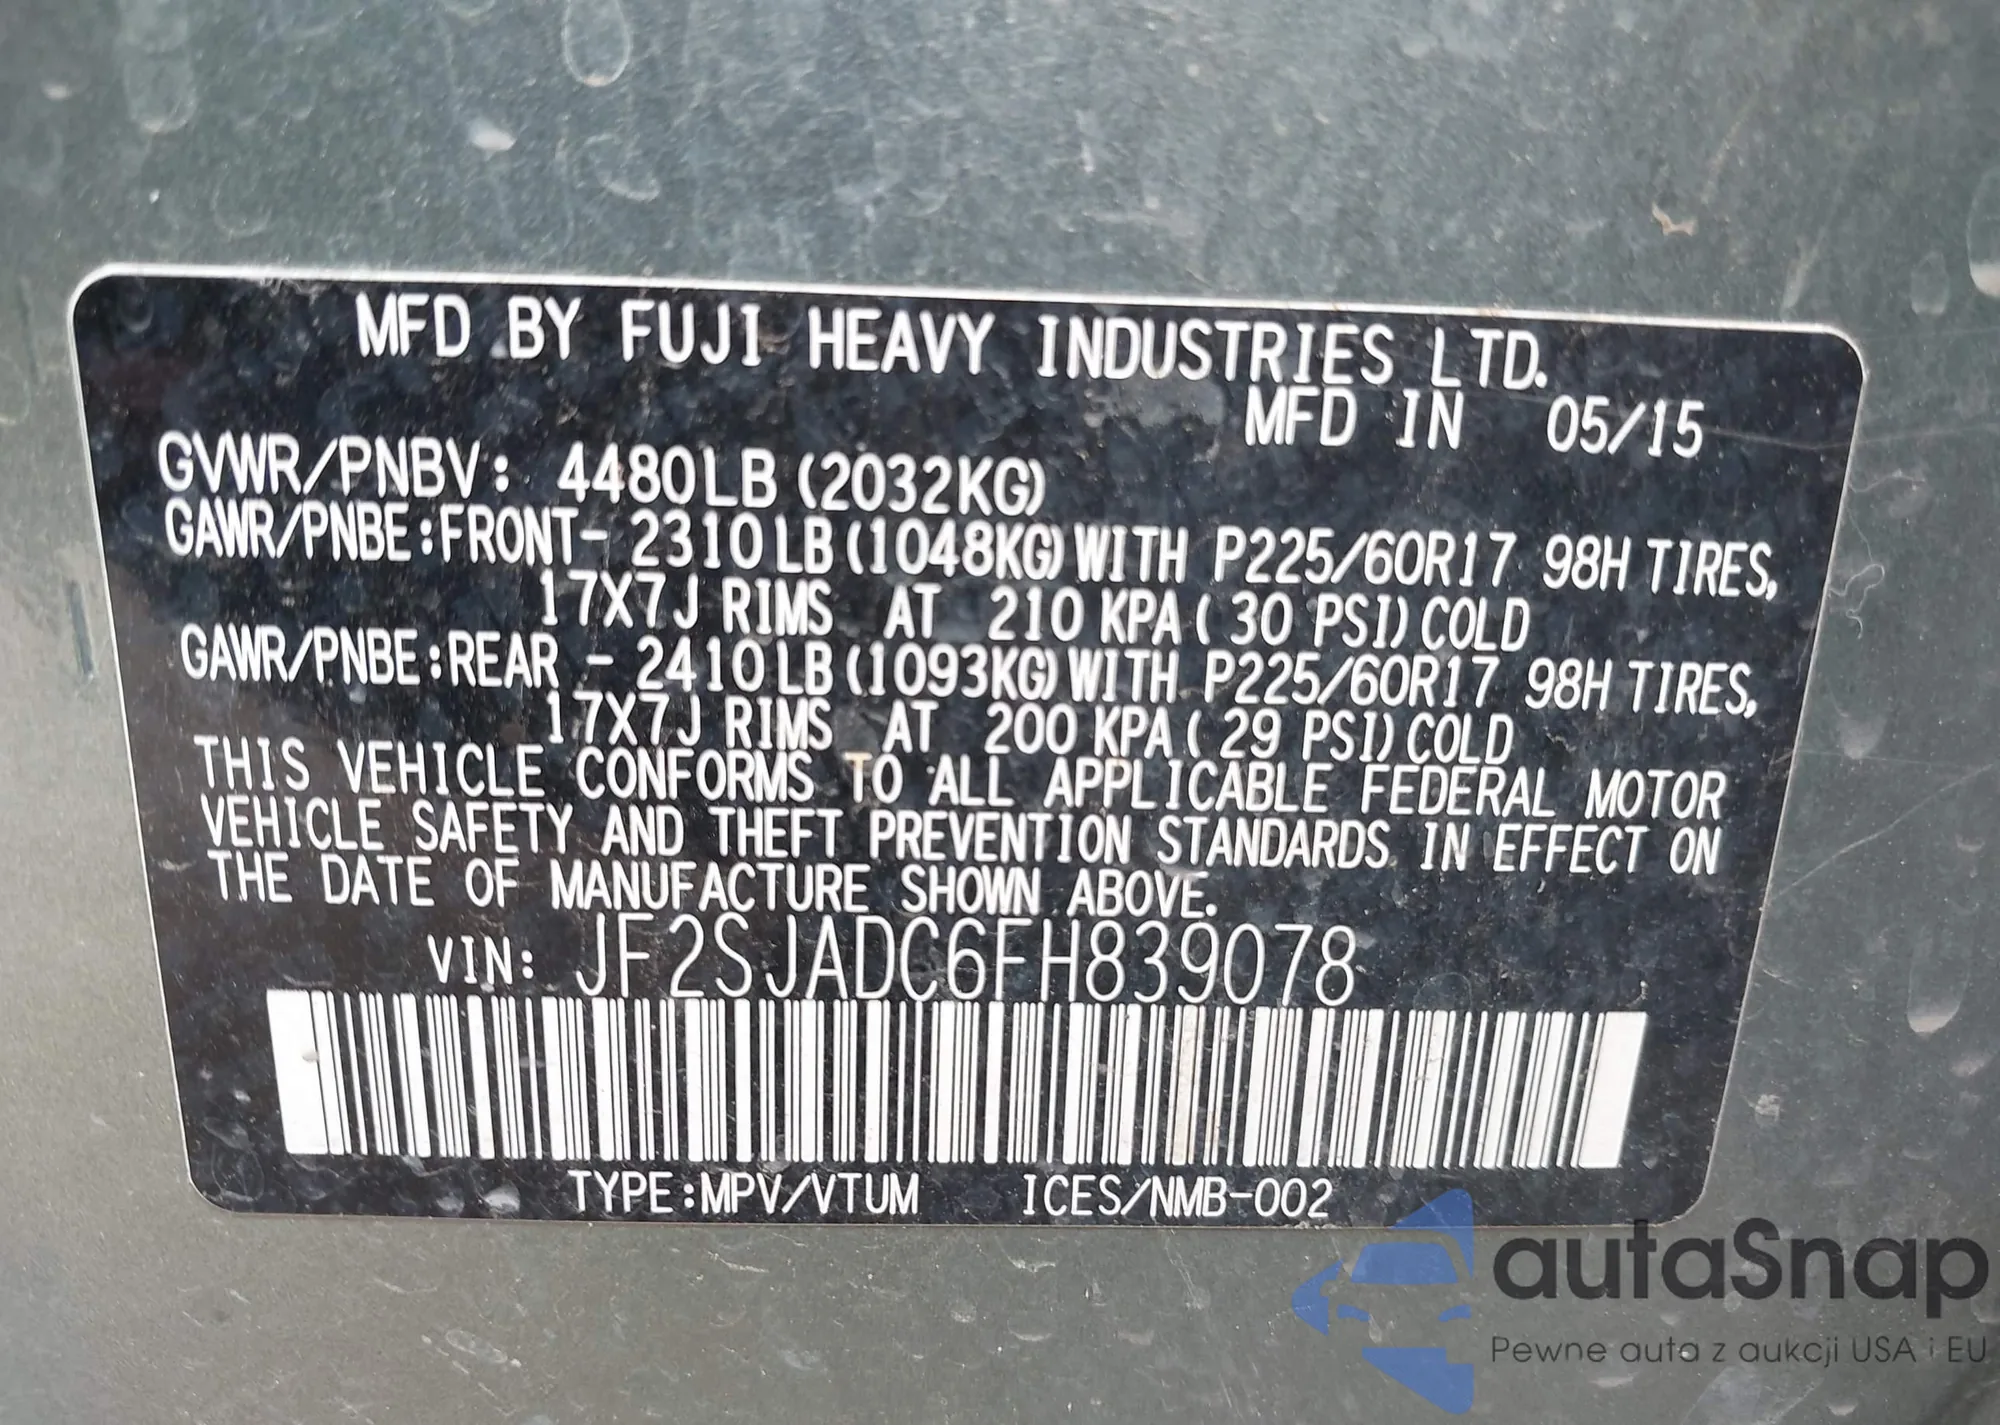 MFD BY FUJI HEAVY INDUSTRIES LTD.
MFD IN 05/15
GVWR/PNBV: 4480LB (2032KG)
GAWR/PNBE:FRONT- 2310LB (1048KG) WITH P225/60R17 98H TIRES,
17X7J RIMS AT 210 KPA ( 30 PSI) COLD
GAWR/PNBE:REAR - 2410LB (1093KG) WITH P225/60R17 98H TIRES,
17X7J RIMS AT 200 KPA ( 29 PSI) COLD
THIS VEHICLE CONFORMS TO ALL APPLICABLE FEDERAL MOTOR
VEHICLE SAFETY AND THEFT PREVENTION STANDARDS IN EFFECT ON
THE DATE OF MANUFACTURE SHOWN ABOVE.
VIN: JF2SJADC6FH839078
TYPE:MPV/VTUM ICES/NMB-002
autaSnap
Pewne auta z aukcji USA i EU